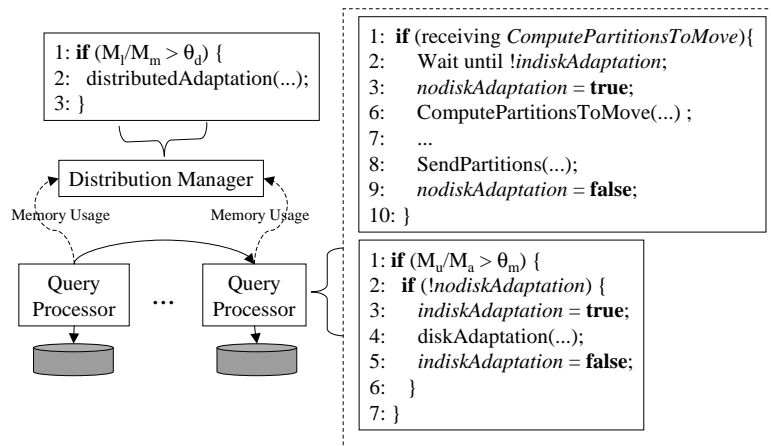 1: if (Ml/Mm > θd) {
2: distributedAdaptation(...);
3: }
Distribution Manager
Memory Usage
Memory Usage
Query
Processor
...
Query
Processor
1: if (receiving ComputePartitionsToMove){
2: Wait until !indiskAdaptation;
3: nodiskAdaptation = true;
6: ComputePartitionsToMove(...) ;
7: ...
8: SendPartitions(...);
9: nodiskAdaptation = false;
10: }
1: if (Mu/Ma > θm) {
2: if (!nodiskAdaptation) {
3: indiskAdaptation = true;
4: diskAdaptation(...);
5: indiskAdaptation = false;
6: }
7: }